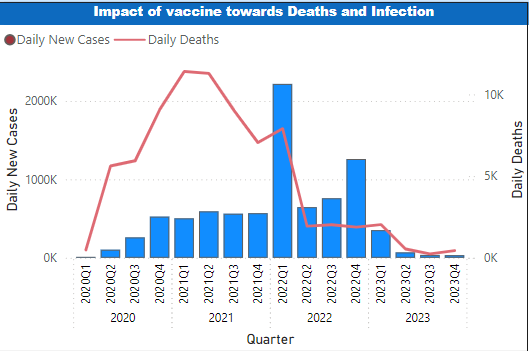 Impact of vaccine towards Deaths and Infection
Daily New Cases Daily Deaths
2000K
1000K
0K
Daily New Cases
10K
5K
0K
Daily Deaths
2020Q1 2020Q2 2020Q3 2020Q4 2021Q1 2021Q2 2021Q3 2021Q4 2022Q1 2022Q2 2022Q3 2022Q4 2023Q1 2023Q2 2023Q3 2023Q4
2020 2021 2022 2023
Quarter